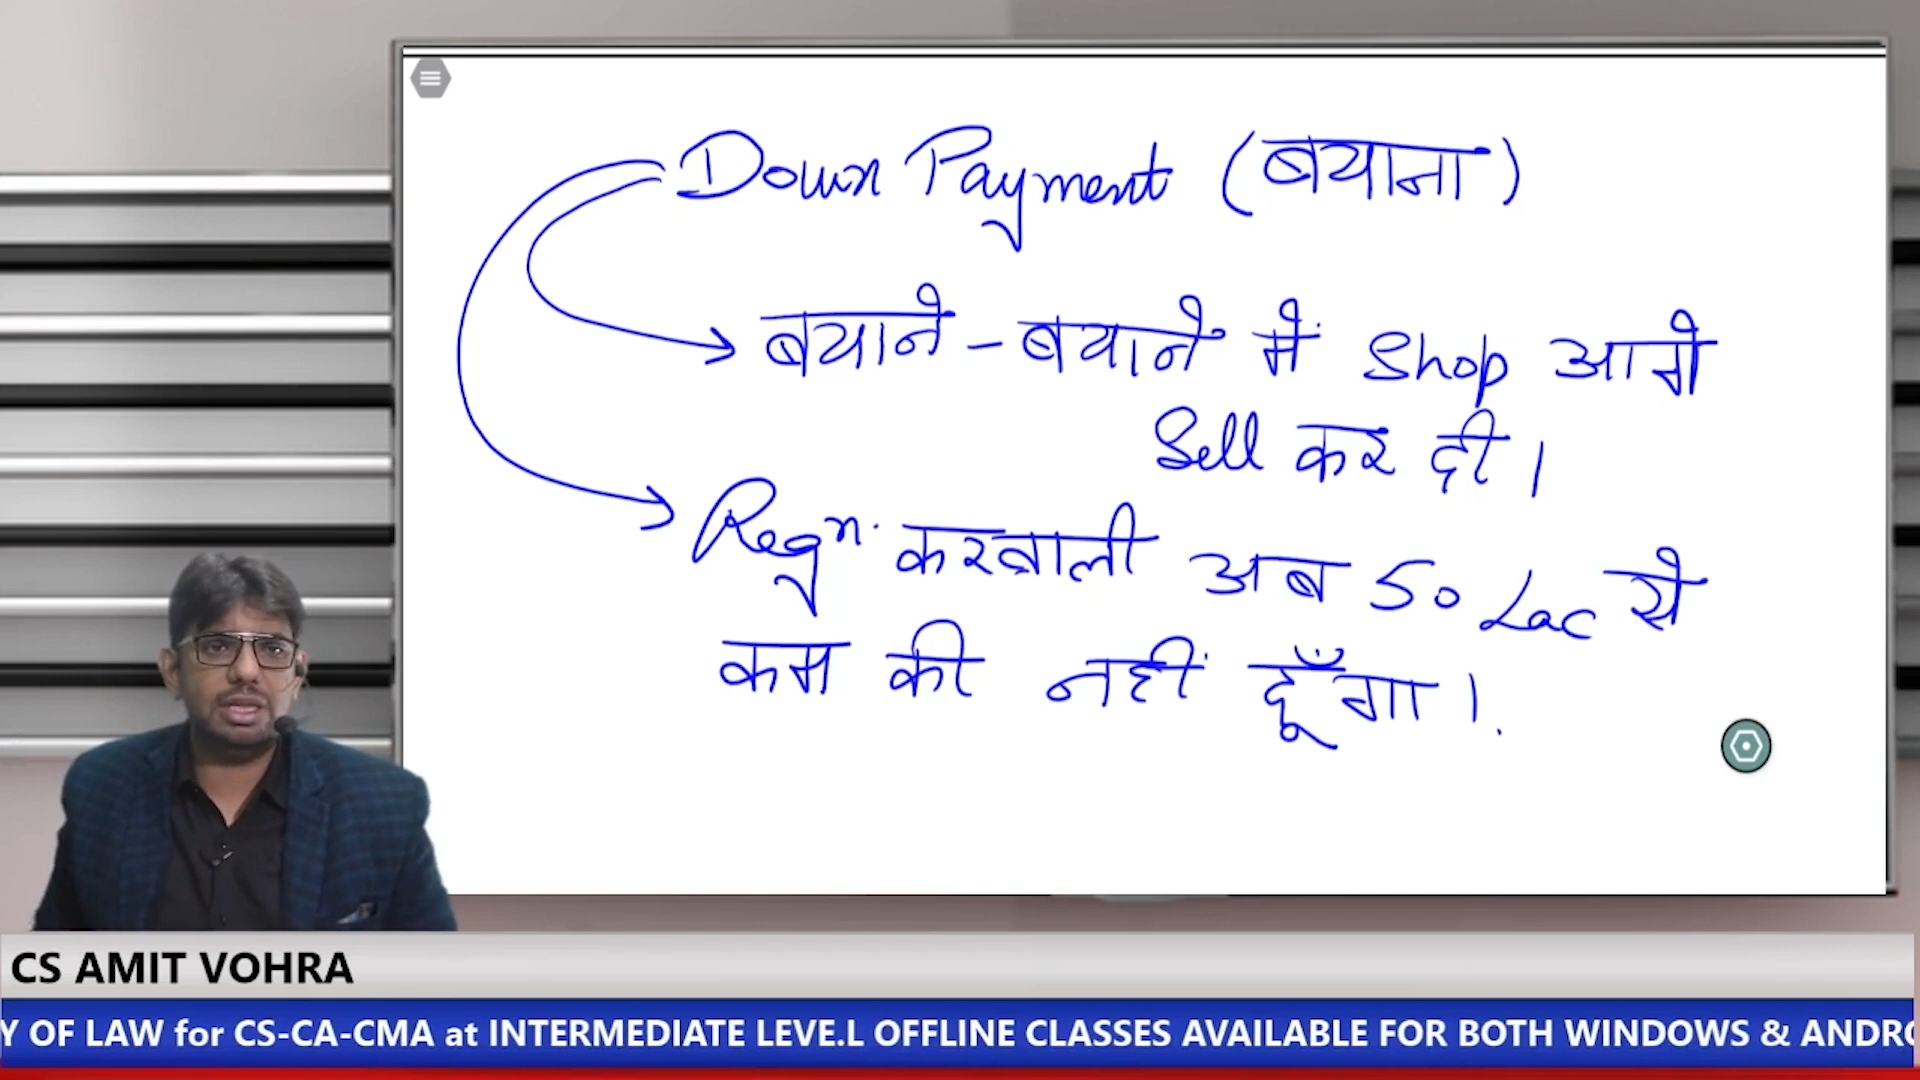 Down Payment (बयाना)
बयाने - बयाने में Shop आगे
Sell कर दी।
Regn. करवाली अब 50 Lac से
कम की नहीं दूँगा।
CS AMIT VOHRA
Y OF LAW for CS-CA-CMA at INTERMEDIATE LEVE.L OFFLINE CLASSES AVAILABLE FOR BOTH WINDOWS & ANDRO